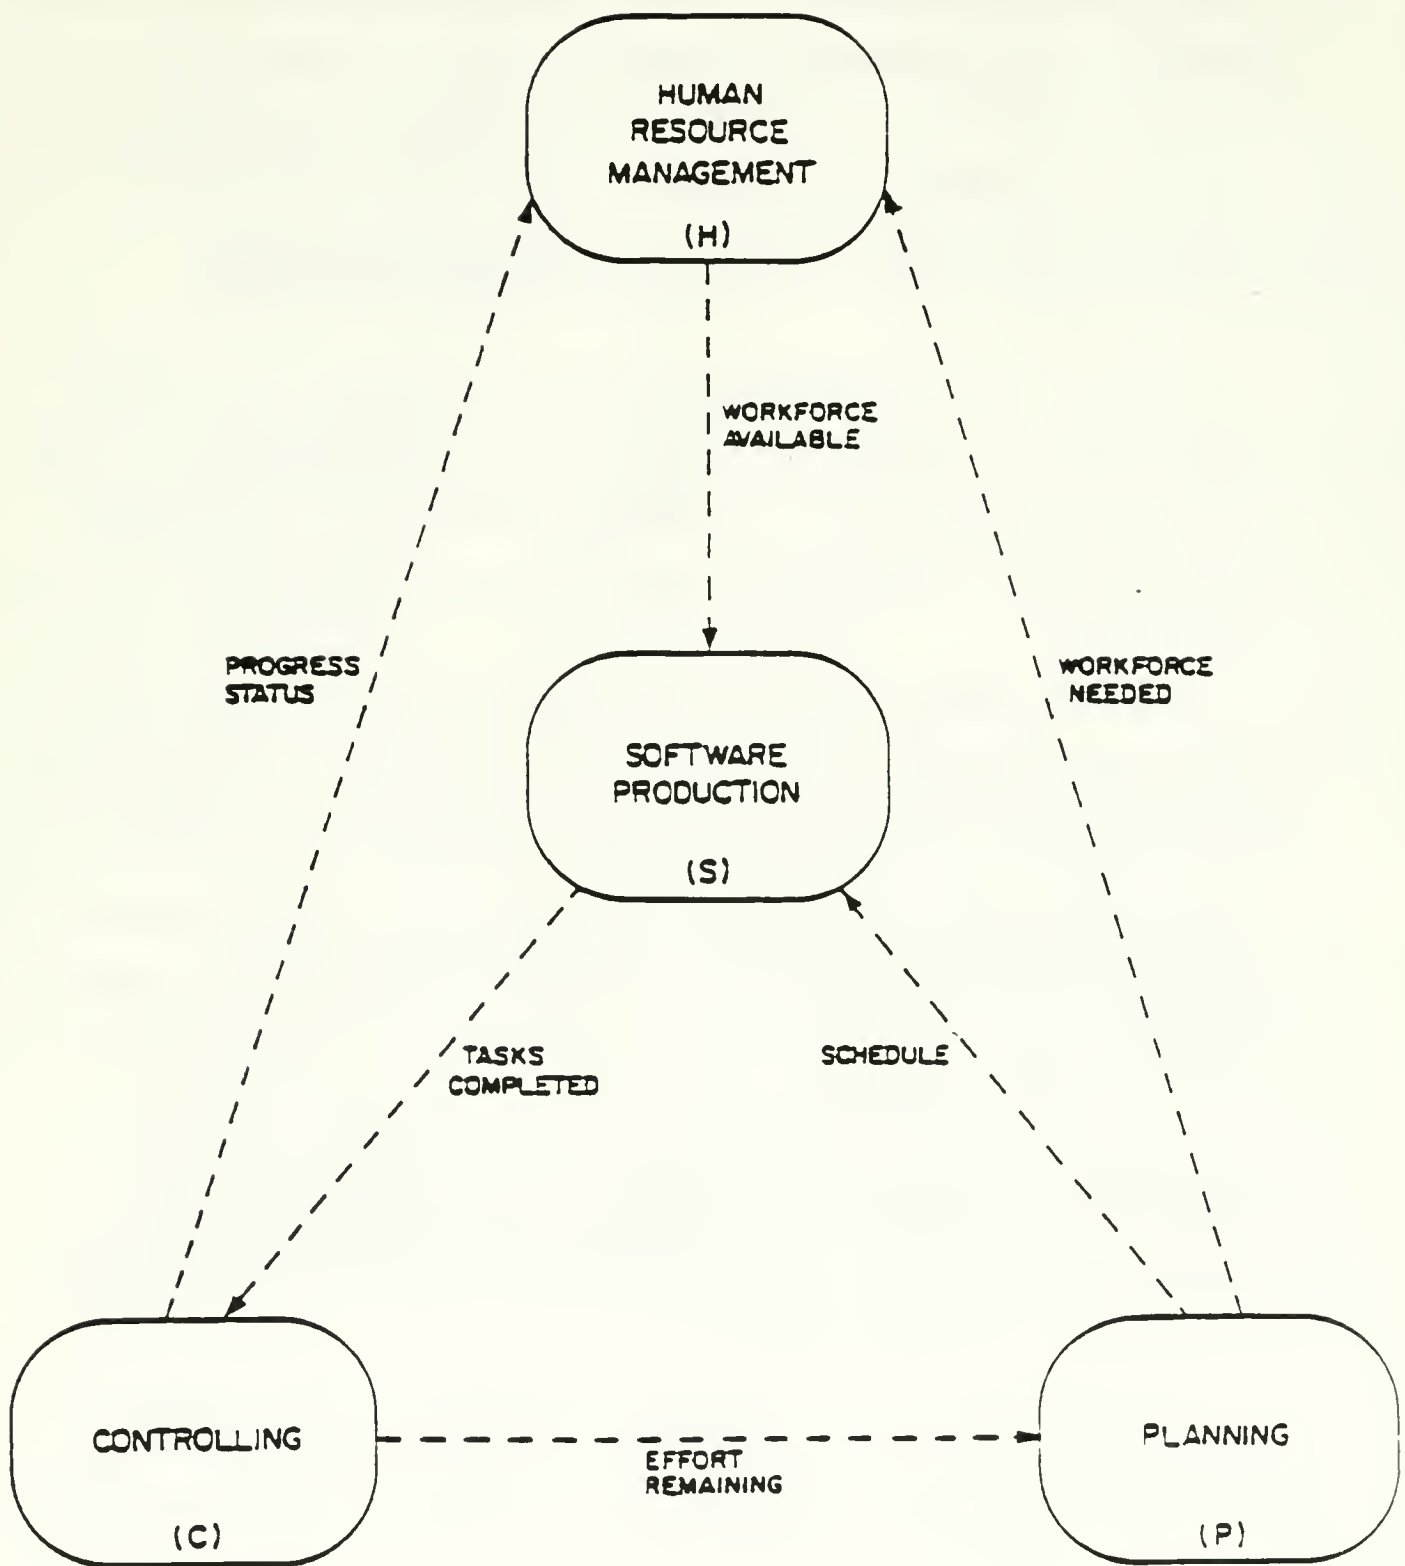 HUMAN
RESOURCE
MANAGEMENT
(H)
WORKFORCE
AVAILABLE
PROGRESS
STATUS
WORKFORCE
NEEDED
SOFTWARE
PRODUCTION
(S)
TASKS
COMPLETED
SCHEDULE
CONTROLLING
(C)
EFFORT
REMAINING
PLANNING
(P)